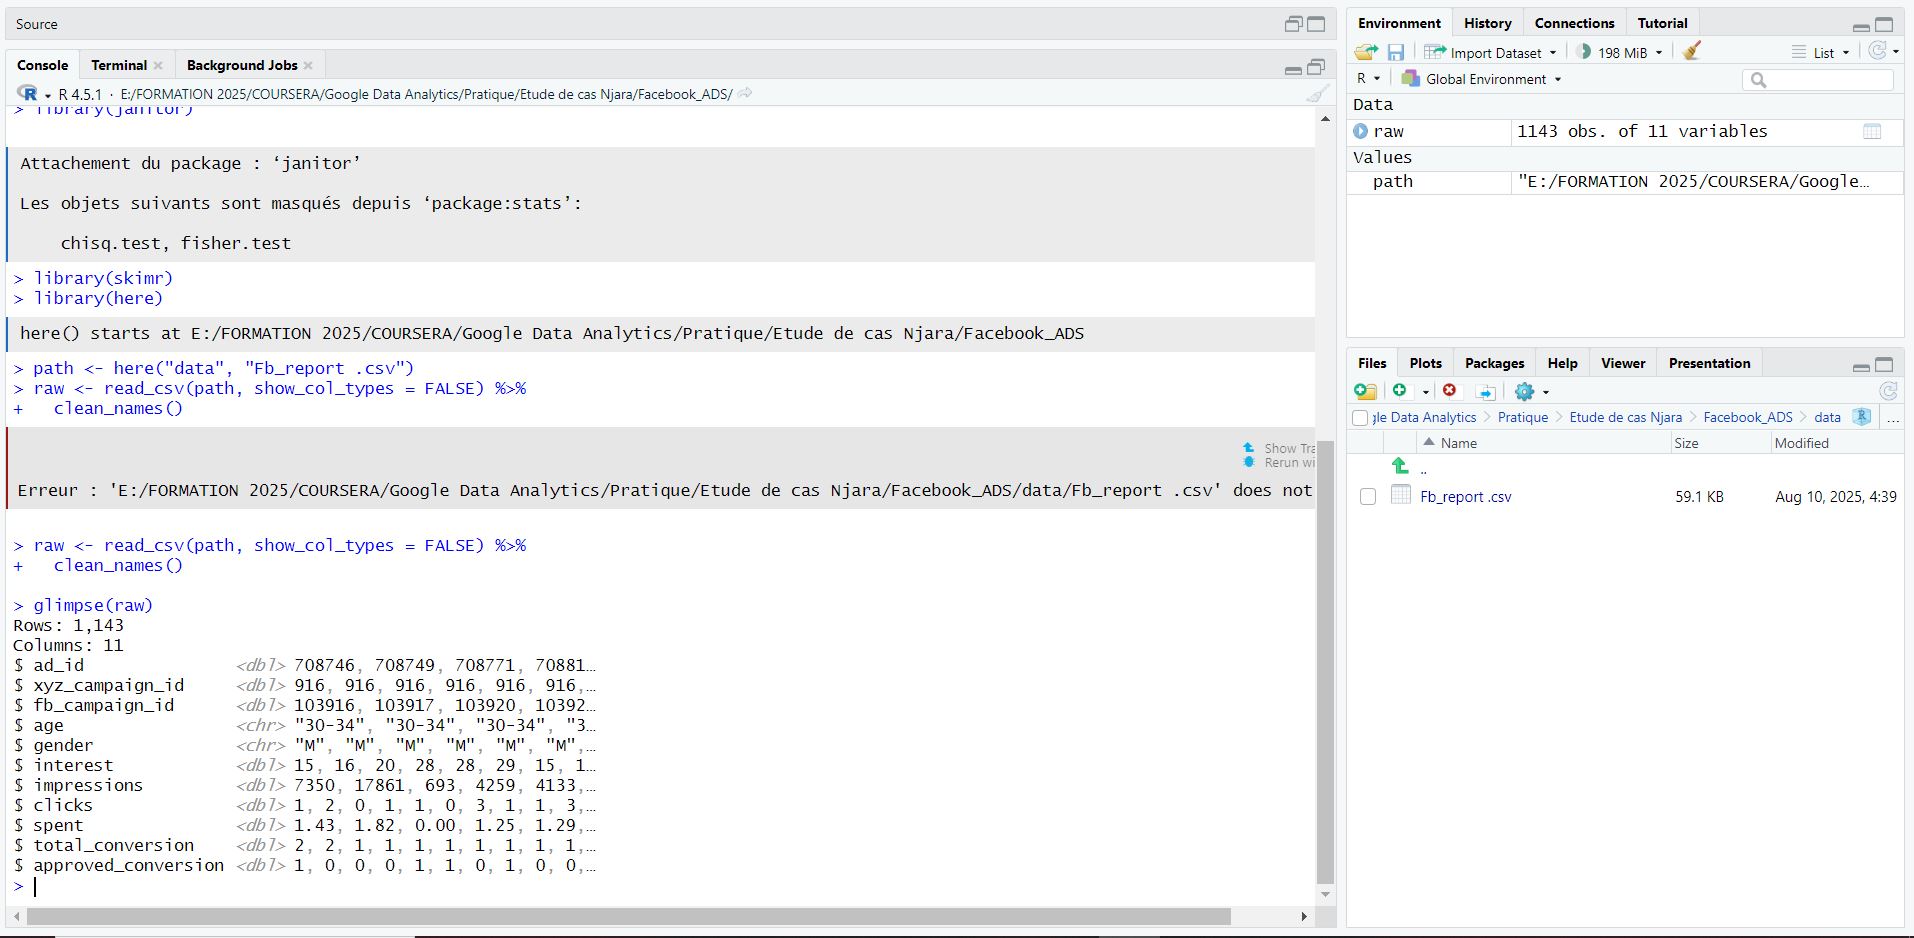 Source
Console Terminal Background Jobs
R 4.5.1 · E:/FORMATION 2025/COURSERA/Google Data Analytics/Pratique/Etude de cas Njara/Facebook_ADS/
> library(janitor)
Attachement du package : ‘janitor’
Les objets suivants sont masqués depuis ‘package:stats’:
chisq.test, fisher.test
> library(skimr)
> library(here)
here() starts at E:/FORMATION 2025/COURSERA/Google Data Analytics/Pratique/Etude de cas Njara/Facebook_ADS
> path <- here("data", "Fb_report .csv")
> raw <- read_csv(path, show_col_types = FALSE) %>%
+   clean_names()
Show Tra
Rerun wi
Erreur : 'E:/FORMATION 2025/COURSERA/Google Data Analytics/Pratique/Etude de cas Njara/Facebook_ADS/data/Fb_report .csv' does not
> raw <- read_csv(path, show_col_types = FALSE) %>%
+   clean_names()
> glimpse(raw)
Rows: 1,143
Columns: 11
$ ad_id <dbl> 708746, 708749, 708771, 70881…
$ xyz_campaign_id <dbl> 916, 916, 916, 916, 916, 916,…
$ fb_campaign_id <dbl> 103916, 103917, 103920, 10392…
$ age <chr> "30-34", "30-34", "30-34", "3…
$ gender <chr> "M", "M", "M", "M", "M", "M",…
$ interest <dbl> 15, 16, 20, 28, 28, 29, 15, 1…
$ impressions <dbl> 7350, 17861, 693, 4259, 4133,…
$ clicks <dbl> 1, 2, 0, 1, 1, 0, 3, 1, 1, 3,…
$ spent <dbl> 1.43, 1.82, 0.00, 1.25, 1.29,…
$ total_conversion <dbl> 2, 2, 1, 1, 1, 1, 1, 1, 1, 1,…
$ approved_conversion <dbl> 1, 0, 0, 0, 1, 1, 0, 1, 0, 0,…
>
Environment History Connections Tutorial
Import Dataset 198 MiB List
R Global Environment
Data
raw 1143 obs. of 11 variables
Values
path "E:/FORMATION 2025/COURSERA/Google…
Files Plots Packages Help Viewer Presentation
gle Data Analytics > Pratique > Etude de cas Njara > Facebook_ADS > data R ...
Name Size Modified
..
Fb_report .csv 59.1 KB Aug 10, 2025, 4:39